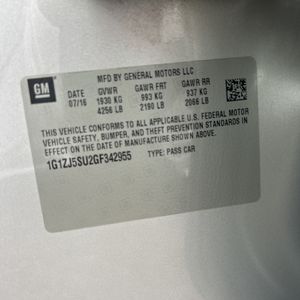 GM
MFD BY GENERAL MOTORS LLC
DATE GVWR GAWR FRT GAWR RR
07/16 1930 KG 993 KG 937 KG
4256 LB 2190 LB 2066 LB
THIS VEHICLE CONFORMS TO ALL APPLICABLE U.S. FEDERAL MOTOR
VEHICLE SAFETY, BUMPER, AND THEFT PREVENTION STANDARDS IN
EFFECT ON THE DATE OF MANUFACTURE SHOWN ABOVE.
1G1ZJ5SU2GF342955 TYPE: PASS CAR